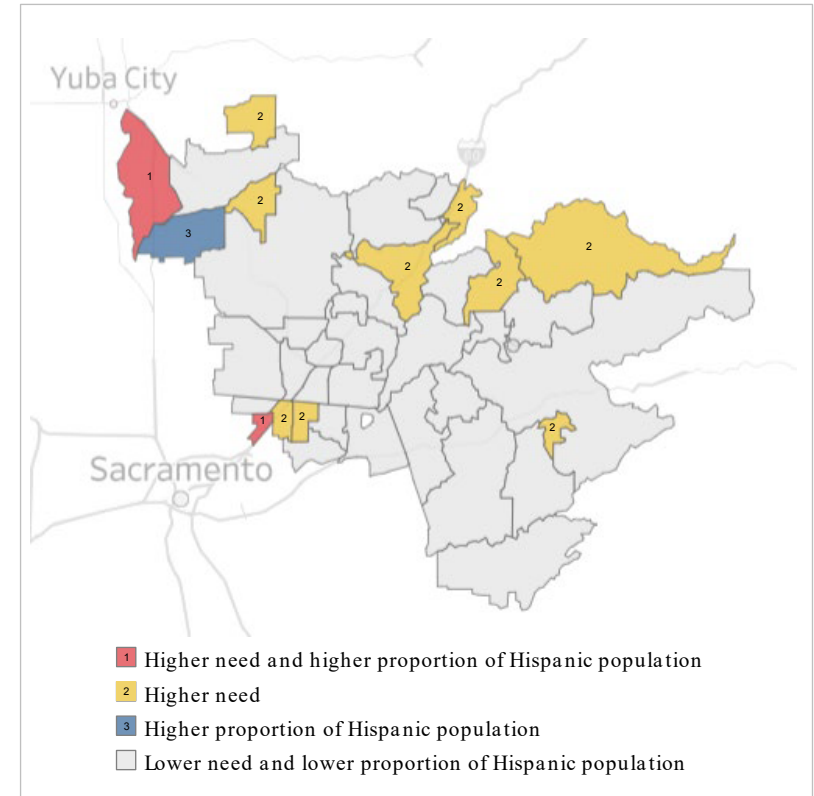 Yuba City
2
1
2
2
3
2
2
2
1
2
2
2
Sacramento
1 Higher need and higher proportion of Hispanic population
2 Higher need
3 Higher proportion of Hispanic population
Lower need and lower proportion of Hispanic population